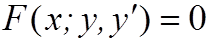 F(x; y, y′) = 0